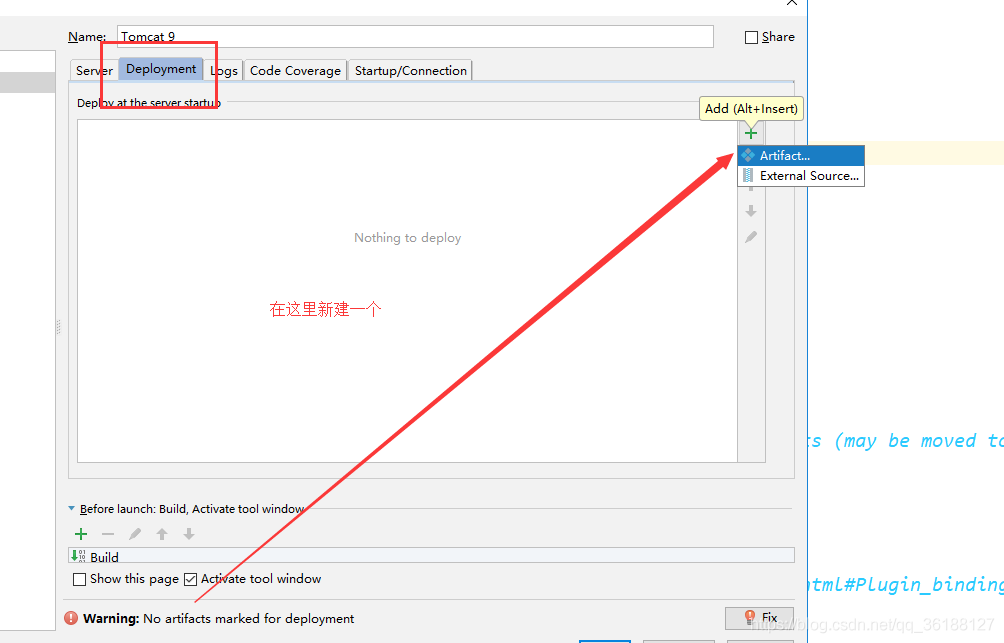 Name: Tomcat 9
Share
Server Deployment Logs Code Coverage Startup/Connection
Deploy at the server startup
Add (Alt+Insert)
Artifact...
External Source...
Nothing to deploy
在这里新建一个
s (may be moved to
Before launch: Build, Activate tool window
Build
Show this page Activate tool window
html#Plugin_binding
Warning: No artifacts marked for deployment
Fix
https://blog.csdn.net/qq_36188127